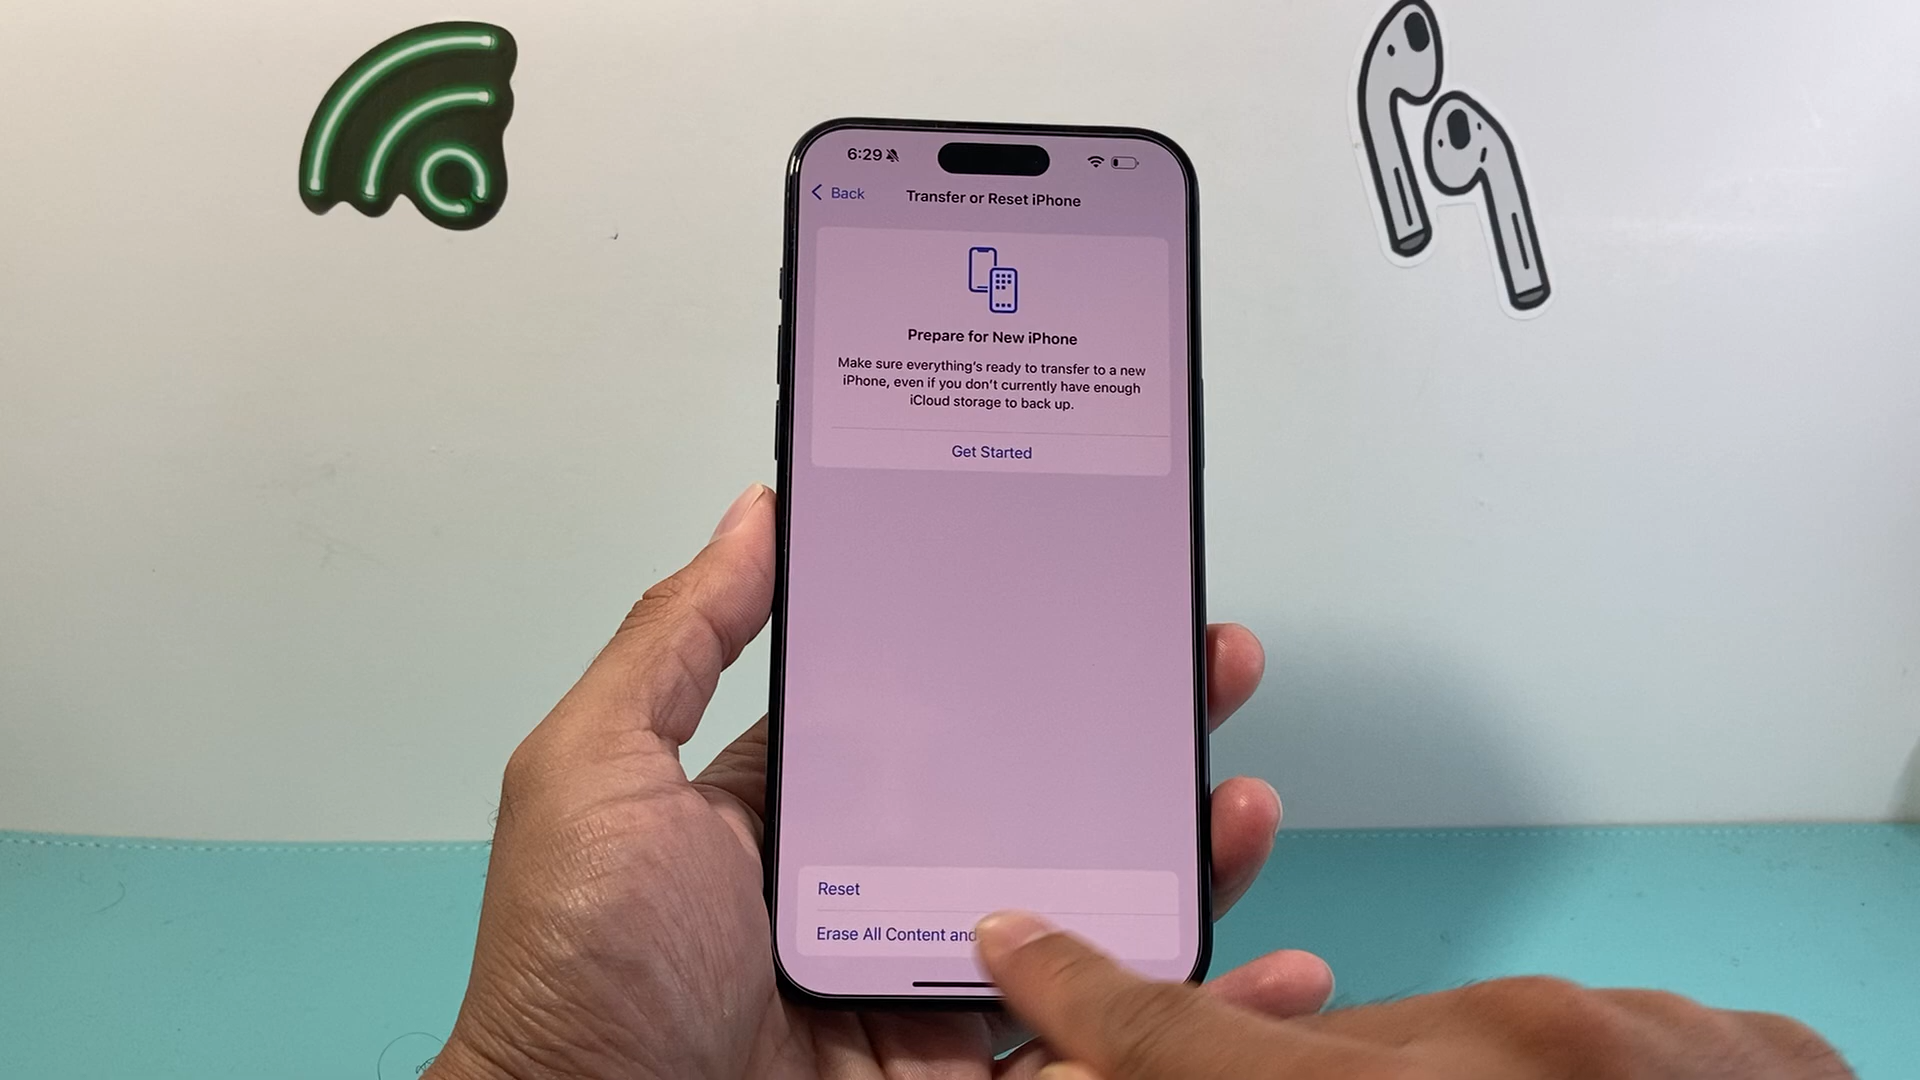 6:29
Back
Transfer or Reset iPhone
Prepare for New iPhone
Make sure everything's ready to transfer to a new
iPhone, even if you don't currently have enough
iCloud storage to back up.
Get Started
Reset
Erase All Content and